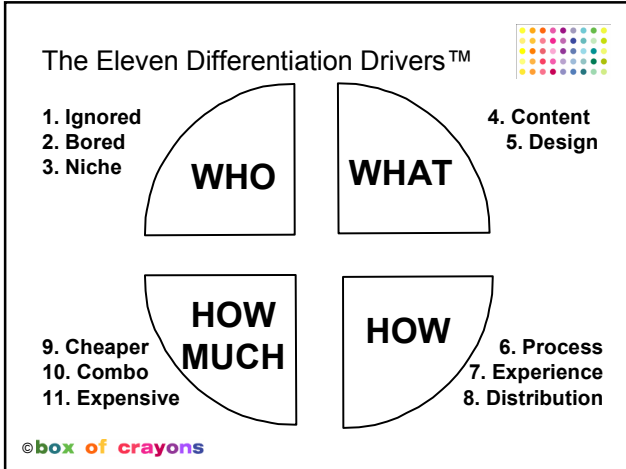 The Eleven Differentiation Drivers™
1. Ignored
2. Bored
3. Niche
WHO
WHAT
4. Content
5. Design
9. Cheaper
10. Combo
11. Expensive
HOW
MUCH
HOW
6. Process
7. Experience
8. Distribution
©box of crayons